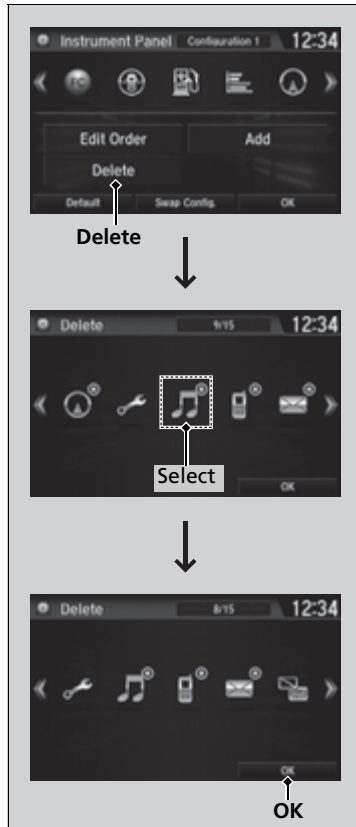 Instrument Panel Configuration 1 12:34
Edit Order Add
Delete
Default Swap Config. OK
Delete
Delete 9/15 12:34
Select
OK
Delete 8/15 12:34
OK
OK